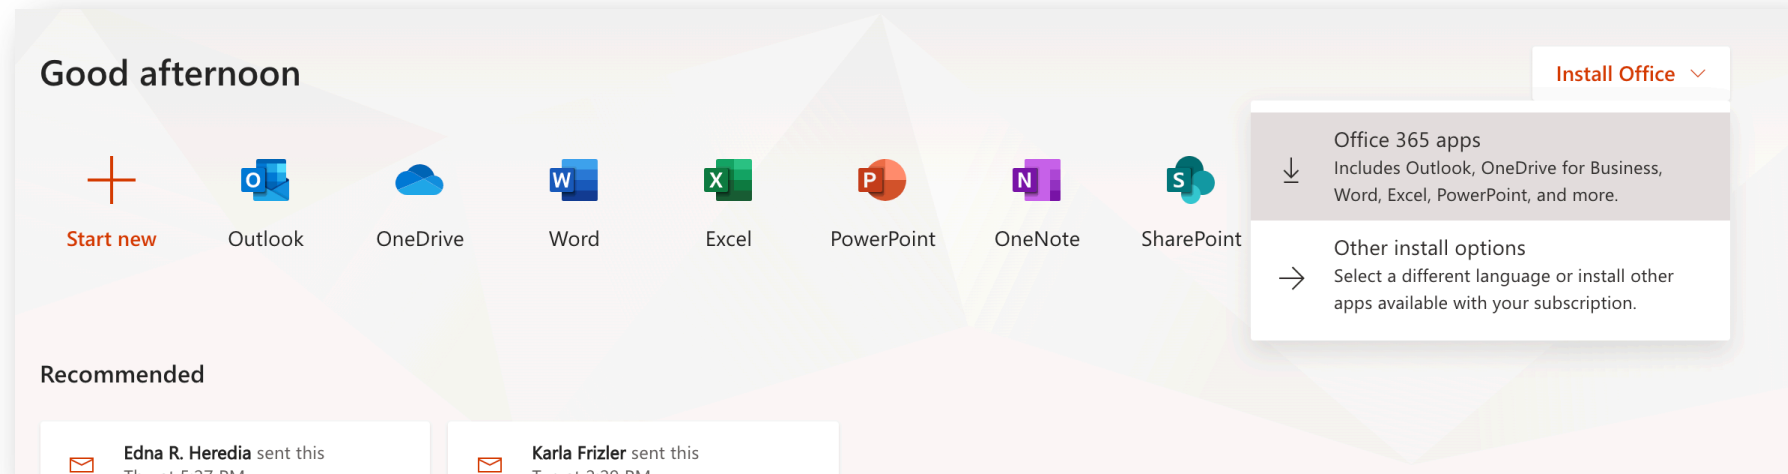 Good afternoon
Install Office
Office 365 apps
Includes Outlook, OneDrive for Business,
Word, Excel, PowerPoint, and more.
Other install options
Select a different language or install other
apps available with your subscription.
O
W
X
P
N
S
Start new
Outlook
OneDrive
Word
Excel
PowerPoint
OneNote
SharePoint
Recommended
Edna R. Heredia sent this
Karla Frizler sent this